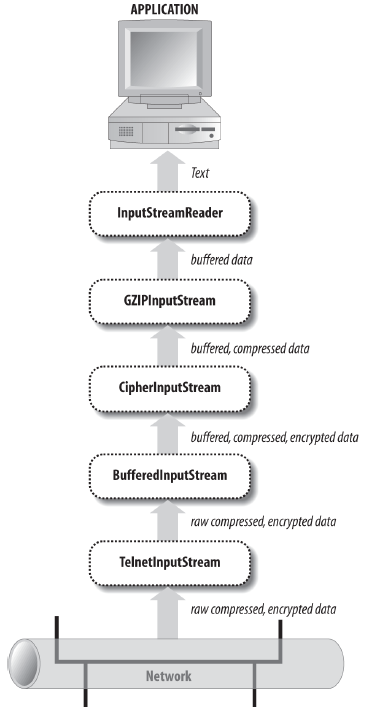 APPLICATION
Text
InputStreamReader
buffered data
GZIPInputStream
buffered, compressed data
CipherInputStream
buffered, compressed, encrypted data
BufferedInputStream
raw compressed, encrypted data
TelnetInputStream
raw compressed, encrypted data
Network